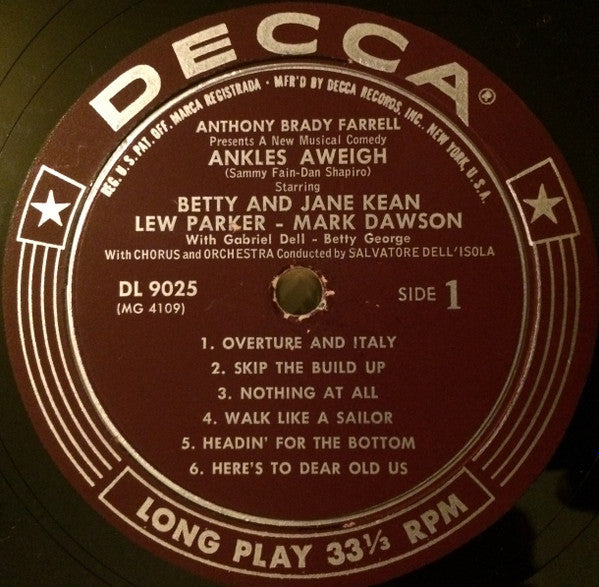 DECCA®
REG. U.S. PAT. OFF. MARCA REGISTRADA • MFR'D BY DECCA RECORDS, INC., NEW YORK, U.S.A.
ANTHONY BRADY FARRELL
Presents A New Musical Comedy
ANKLES AWEIGH
(Sammy Fain-Dan Shapiro)
Starring
BETTY AND JANE KEAN
LEW PARKER - MARK DAWSON
With Gabriel Dell - Betty George
With CHORUS and ORCHESTRA Conducted by SALVATORE DELL'ISOLA
DL 9025
(MG 4109)
SIDE 1
1. OVERTURE AND ITALY
2. SKIP THE BUILD UP
3. NOTHING AT ALL
4. WALK LIKE A SAILOR
5. HEADIN' FOR THE BOTTOM
6. HERE'S TO DEAR OLD US
LONG PLAY 33⅓ RPM